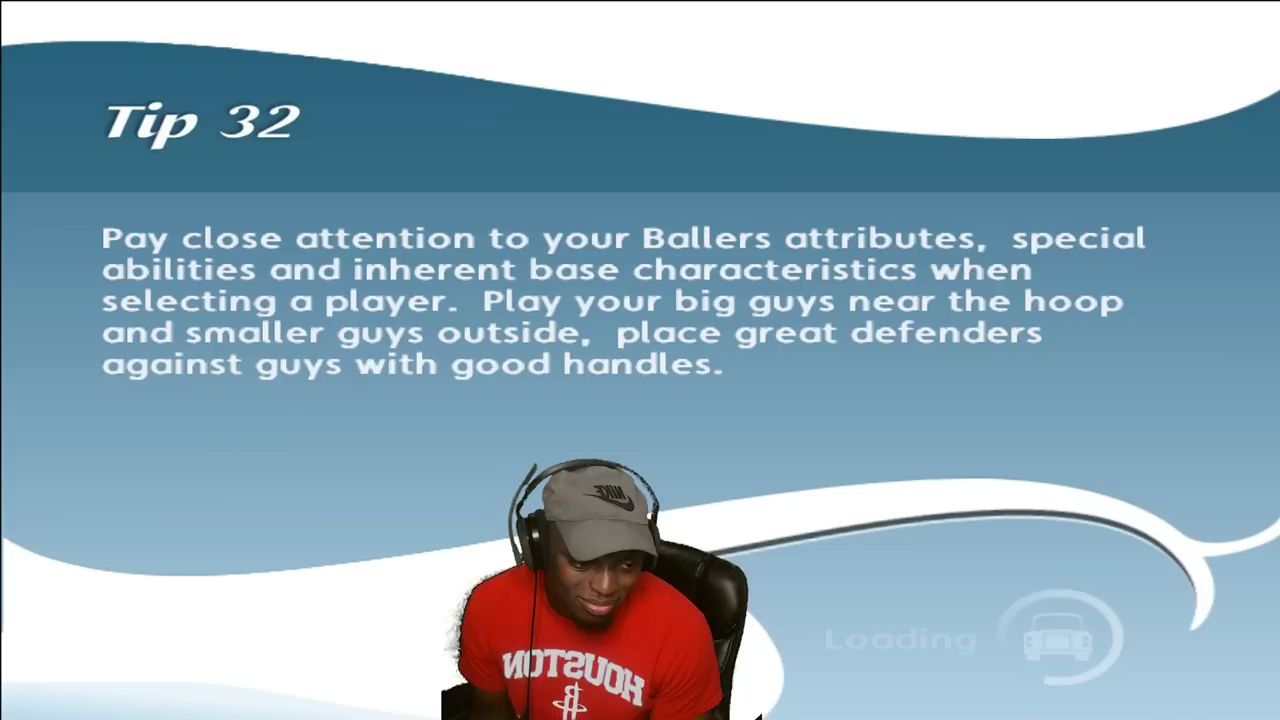 Tip 32
Pay close attention to your Ballers attributes, special
abilities and inherent base characteristics when
selecting a player. Play your big guys near the hoop
and smaller guys outside, place great defenders
against guys with good handles.
NIKE
HOUSTON
R
Loading